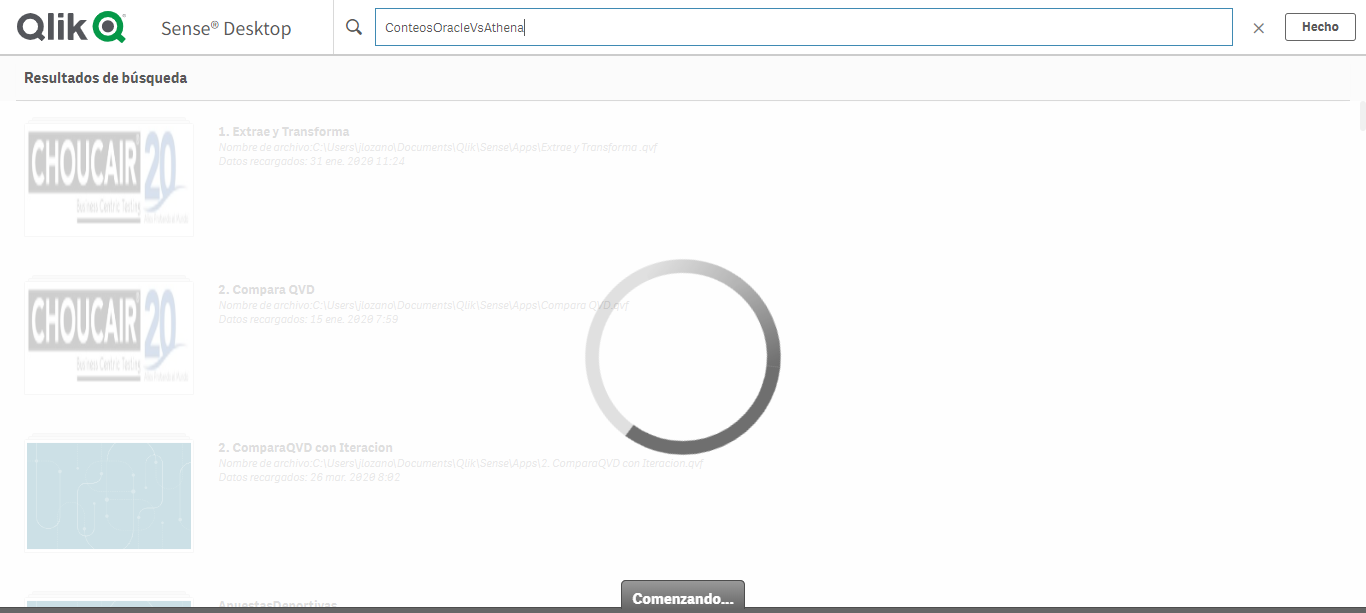 Qlik
Sense® Desktop
ConteosOracleVsAthena
Hecho
Resultados de búsqueda
CHOUCAIR 20
Business Centric Testing
1. Extrae y Transforma
Nombre de archivo:C:\Users\jlozano\Documents\Qlik\Sense\Apps\Extrae y Transforma .qvf
Datos recargados: 31 ene. 2020 11:24
CHOUCAIR 20
Business Centric Testing
2. Compara QVD
Nombre de archivo:C:\Users\jlozano\Documents\Qlik\Sense\Apps\Compara QVD.qvf
Datos recargados: 15 ene. 2020 7:59
2. ComparaQVD con Iteracion
Nombre de archivo:C:\Users\jlozano\Documents\Qlik\Sense\Apps\2. ComparaQVD con Iteracion.qvf
Datos recargados: 26 mar. 2020 8:02
ApuestasDeportivas
Comenzando...